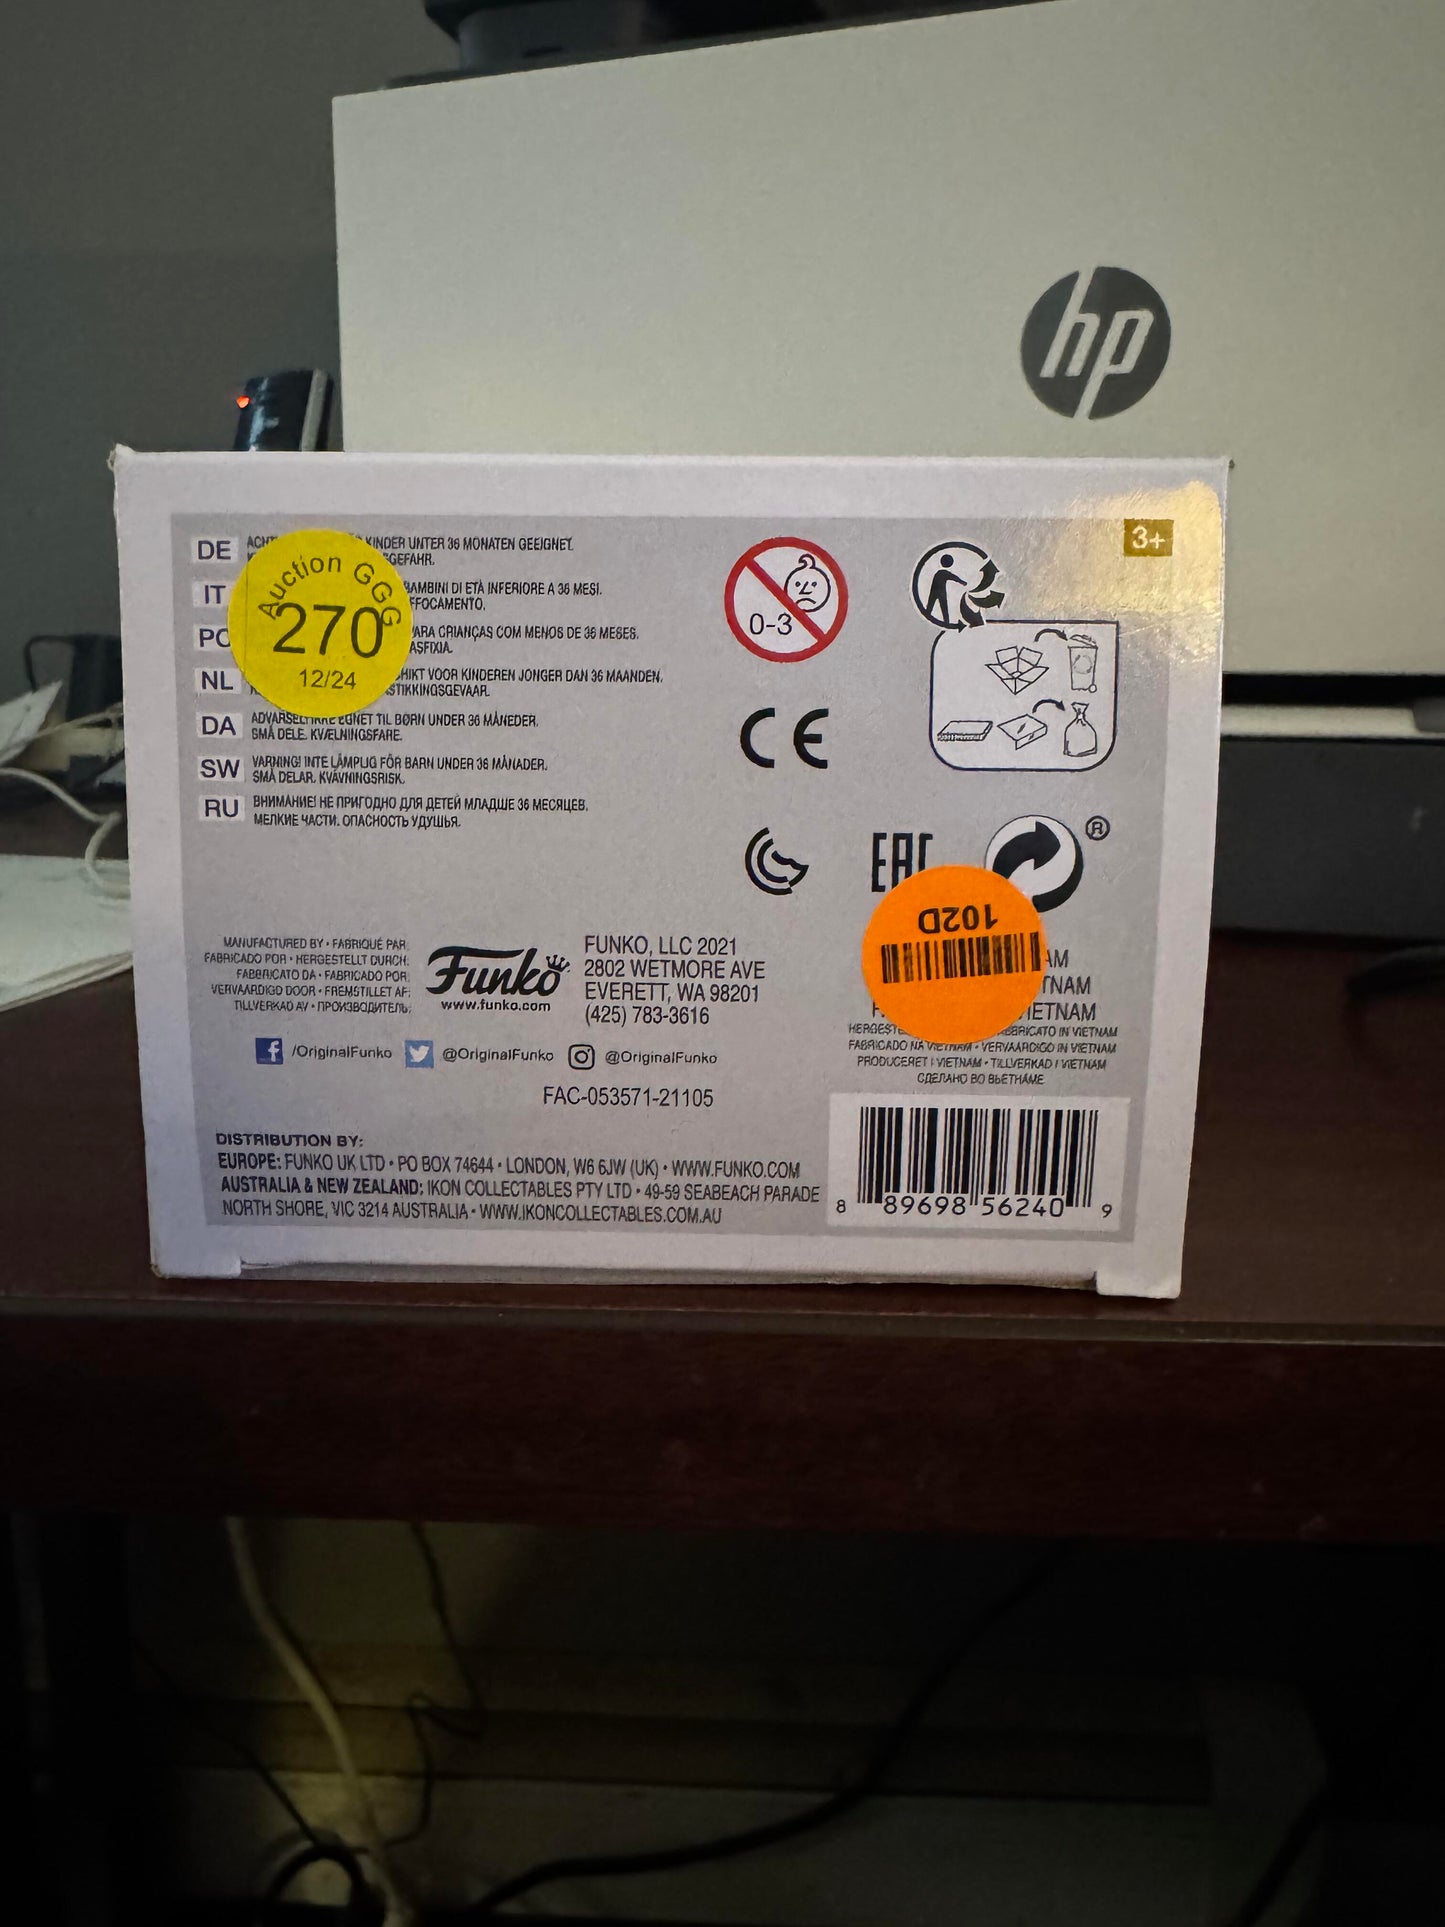 hp
3+
DE
KINDER UNTER 36 MONATEN GEEIGNET.
IT
BAMBINI DI ETÀ INFERIORE A 36 MESI.
PARA CRIANÇAS COM MENOS DE 36 MESES.
ASFIXIA.
NL
VOOR KINDEREN JONGER DAN 36 MAANDEN.
DA
EGNET TIL BØRN UNDER 36 MÅNEDER.
SMÅ DELE. KVÆLNINGSFARE.
SW
VARNING! INTE LÄMPLIG FÖR BARN UNDER 36 MÅNADER.
SMÅ DELAR. KVÄVNINGSRISK.
RU
ВНИМАНИЕ! НЕ ПРИГОДНО ДЛЯ ДЕТЕЙ МЛАДШЕ 36 МЕСЯЦЕВ.
МЕЛКИЕ ЧАСТИ. ОПАСНОСТЬ УДУШЬЯ.
Auction GGG
270
12/24
0-3
CE
EAC
®
102D
MANUFACTURED BY • FABRIQUÉ PAR
FABRICADO POR • HERGESTELLT DURCH:
FABBRICATO DA • FABRICADO POR:
VERVAARDIGD DOOR • FREMSTILLET AF:
TILLVERKAD AV • ПРОИЗВОДИТЕЛЬ:
Funko
www.funko.com
FUNKO, LLC 2021
2802 WETMORE AVE
EVERETT, WA 98201
(425) 783-3616
/OriginalFunko @OriginalFunko @OriginalFunko
FAC-053571-21105
IN VIETNAM
FABRICADO NA VIETNAM • VERVAARDIGD IN VIETNAM
PRODUCERET I VIETNAM • TILLVERKAD I VIETNAM
СДЕЛАНО ВО ВЬЕТНАМЕ
DISTRIBUTION BY:
EUROPE: FUNKO UK LTD • PO BOX 74644 • LONDON, W6 6JW (UK) • WWW.FUNKO.COM
AUSTRALIA & NEW ZEALAND: IKON COLLECTABLES PTY LTD • 49-59 SEABEACH PARADE
NORTH SHORE, VIC 3214 AUSTRALIA • WWW.IKONCOLLECTABLES.COM.AU
8 89698 56240 9